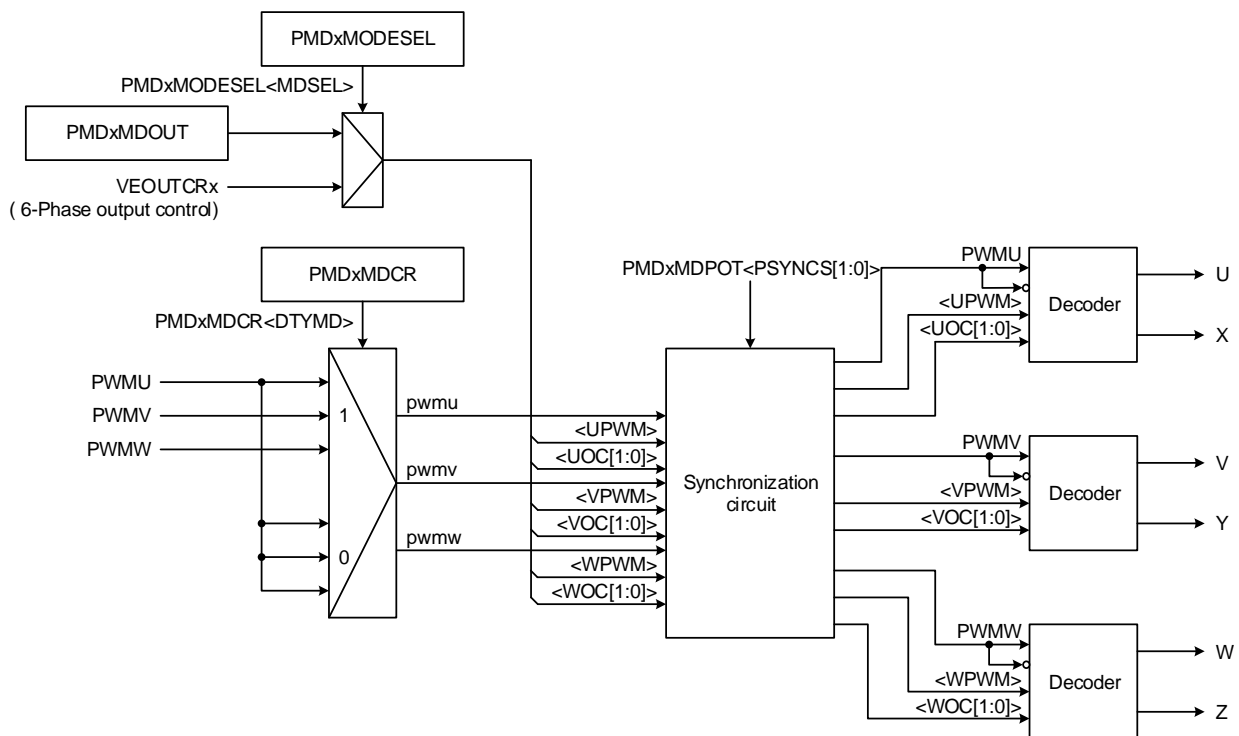 PMDxMODESEL
PMDxMODESEL<MDSEL>
PMDxMDOUT
VEOUTCRx
( 6-Phase output control)
PMDxMDCR
PMDxMDCR<DTYMD>
PWMU
PWMV
PWMW
1
0
pwmu
pwmv
pwmw
<UPWM>
<UOC[1:0]>
<VPWM>
<VOC[1:0]>
<WPWM>
<WOC[1:0]>
PMDxMDPOT<PSYNCS[1:0]>
Synchronization
circuit
PWMU
<UPWM>
<UOC[1:0]>
Decoder
U
X
PWMV
<VPWM>
<VOC[1:0]>
Decoder
V
Y
PWMW
<WPWM>
<WOC[1:0]>
Decoder
W
Z